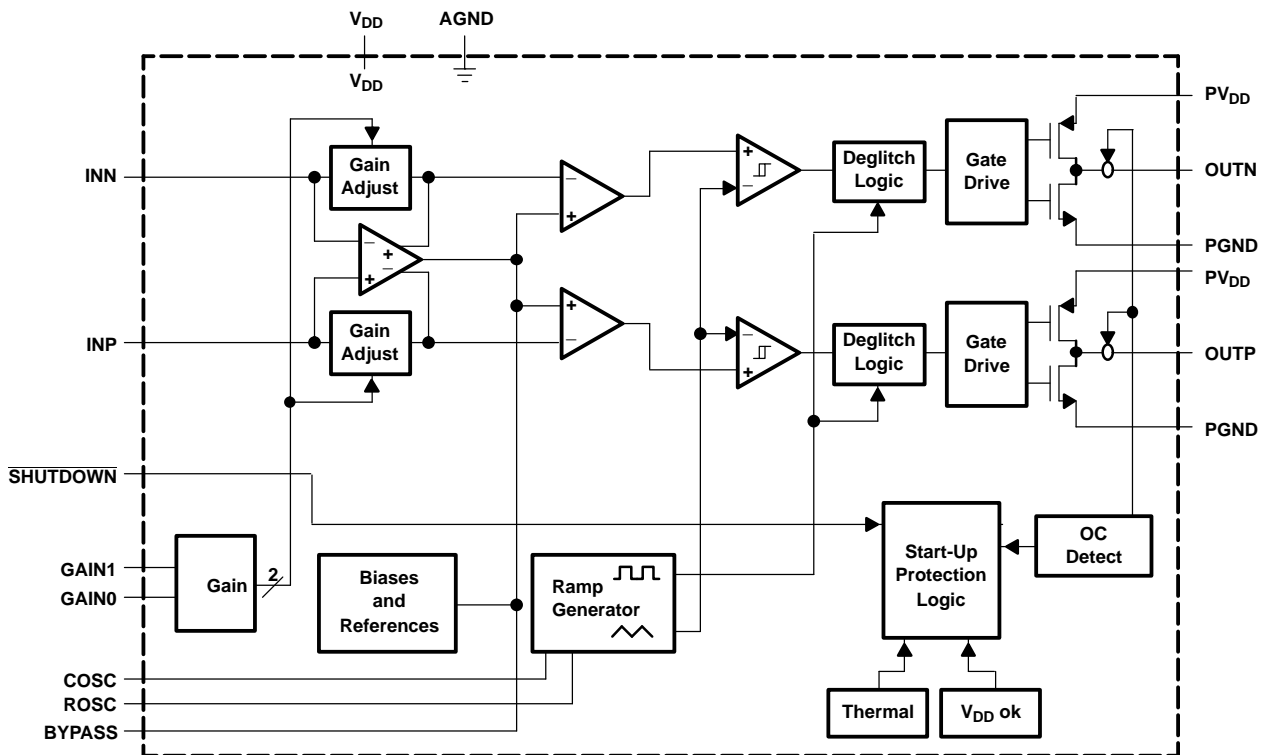 VDD
AGND
VDD
PVDD
INN
Gain
Adjust
−
+
+
−
Deglitch
Logic
Gate
Drive
OUTN
−
+
−
+
PGND
PVDD
INP
Gain
Adjust
+
−
−
+
Deglitch
Logic
Gate
Drive
OUTP
PGND
SHUTDOWN
GAIN1
GAIN0
Gain
2
Biases
and
References
Ramp
Generator
Start-Up
Protection
Logic
OC
Detect
COSC
ROSC
BYPASS
Thermal
VDD ok